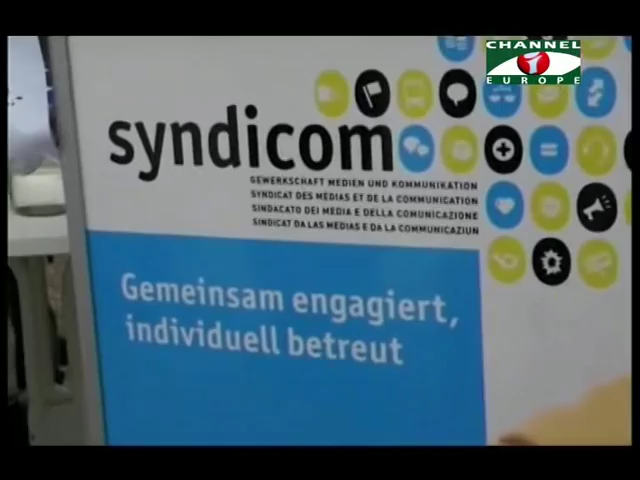 CHANNEL
i
EUROPE
syndicom
GEWERKSCHAFT MEDIEN UND KOMMUNIKATION
SYNDICAT DES MÉDIAS ET DE LA COMMUNICATION
SINDACATO DEI MEDIA E DELLA COMUNICAZIONE
SINDICAT DA LAS MEDIAS E DA LA COMMUNICAZIUN
Gemeinsam engagiert,
individuell betreut